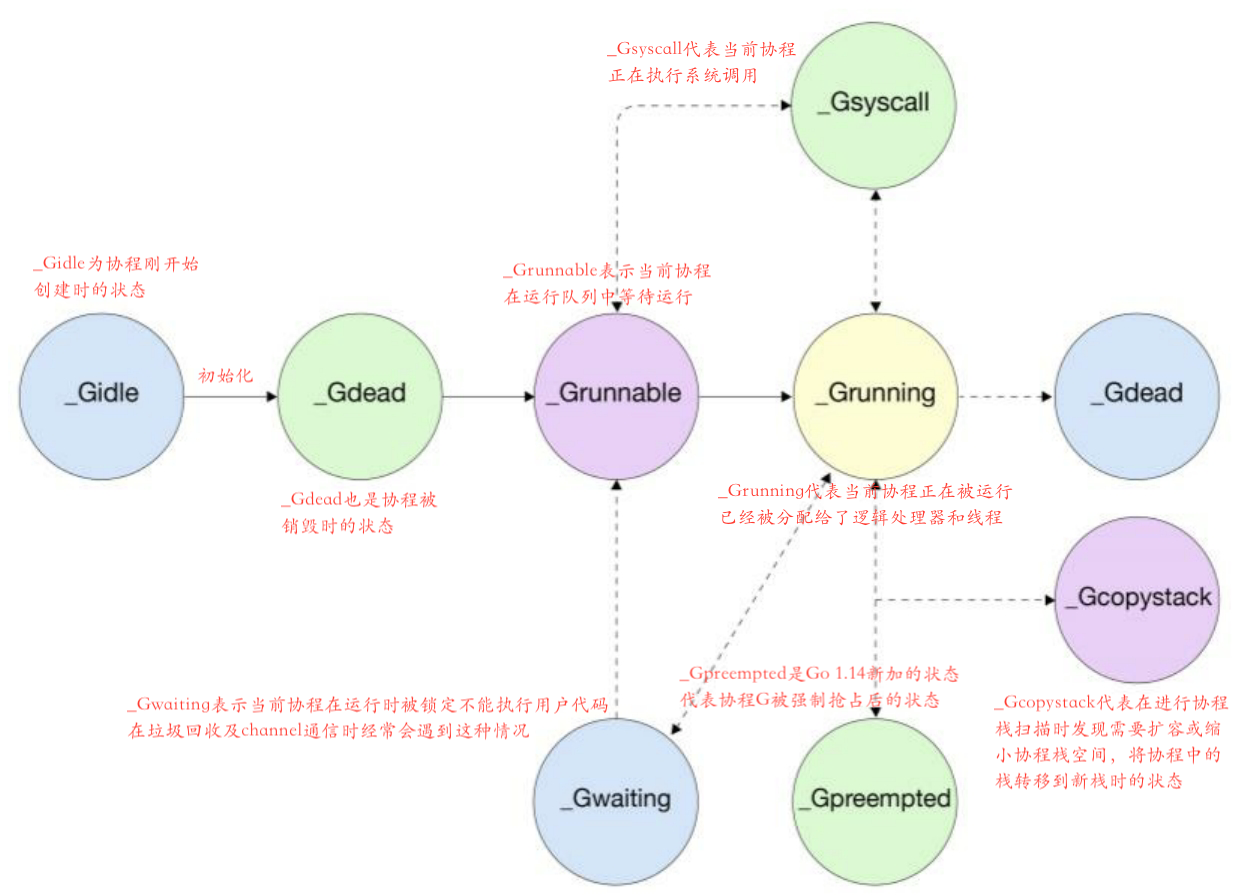 _Gsyscall代表当前协程
正在执行系统调用
_Gsyscall
_Gidle为协程刚开始
创建时的状态
_Grunnable表示当前协程
在运行队列中等待运行
_Gidle
初始化
_Gdead
_Grunnable
_Grunning
_Gdead
_Gdead也是协程被
销毁时的状态
_Grunning代表当前协程正在被运行
已经被分配给了逻辑处理器和线程
_Gcopystack
_Gwaiting表示当前协程在运行时被锁定不能执行用户代码
在垃圾回收及channel通信时经常会遇到这种情况
_Gpreempted是Go 1.14新加的状态
代表协程G被强制抢占后的状态
_Gcopystack代表在进行协程
栈扫描时发现需要扩容或缩
小协程栈空间，将协程中的
栈转移到新栈时的状态
_Gwaiting
_Gpreempted